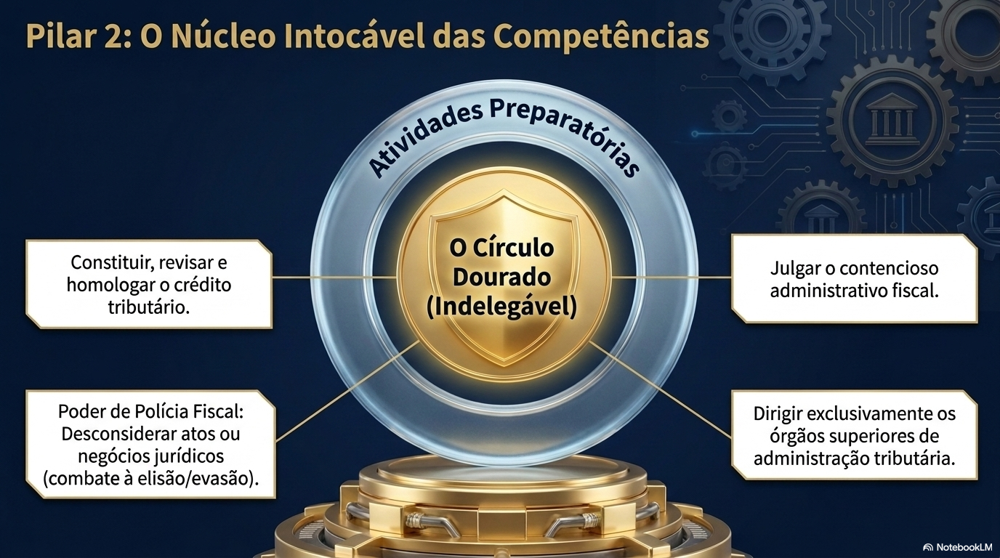 Pilar 2: O Núcleo Intocável das Competências
Atividades Preparatórias
O Círculo
Dourado
(Indelegável)
Constituir, revisar e
homologar o crédito
tributário.
Julgar o contencioso
administrativo fiscal.
Poder de Polícia Fiscal:
Desconsiderar atos ou
negócios jurídicos
(combate à elisão/evasão).
Dirigir exclusivamente os
órgãos superiores de
administração tributária.
NotebookLM